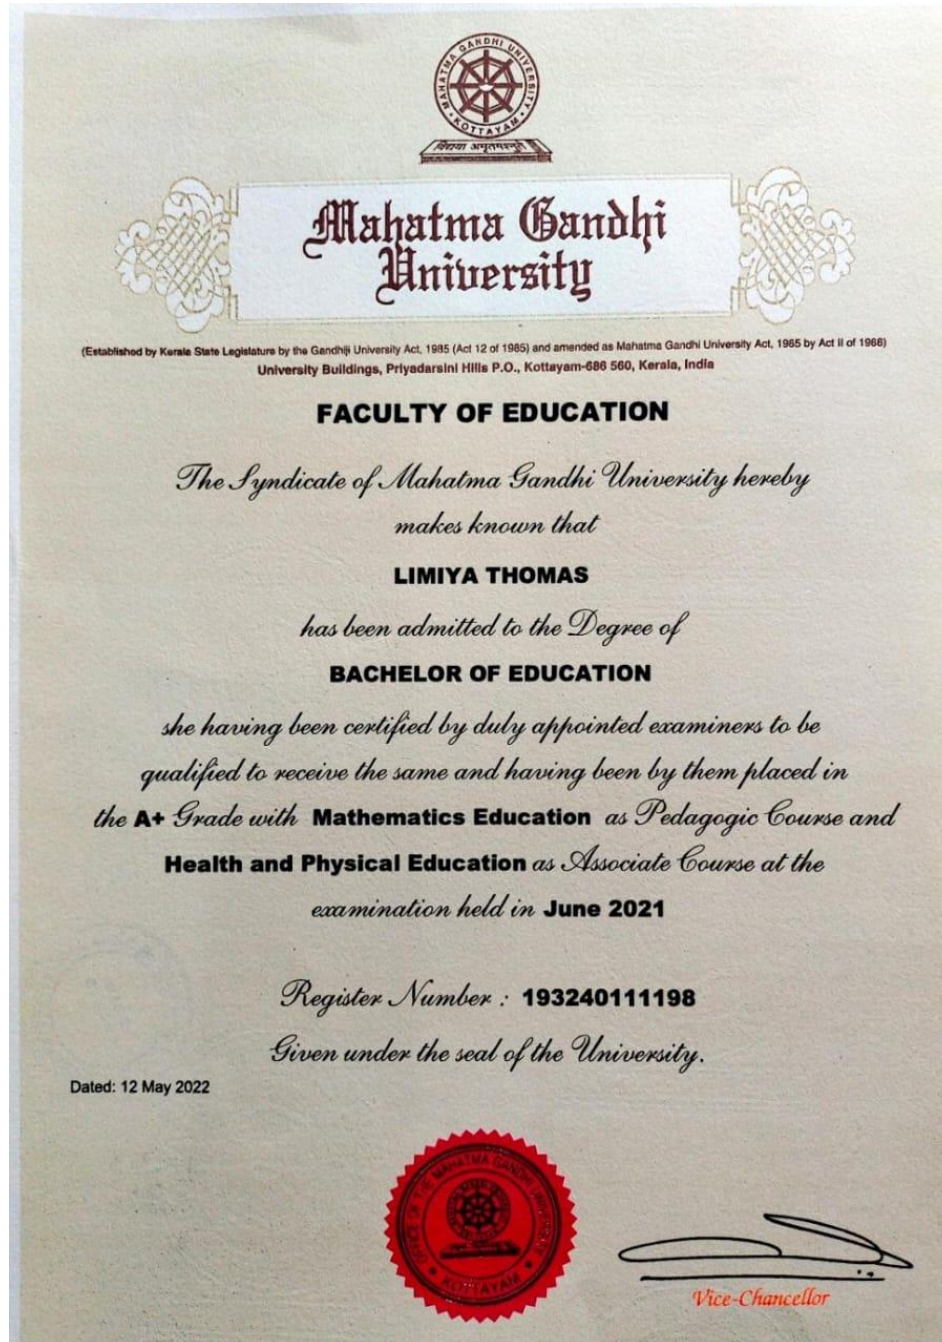 MAHATMA GANDHI UNIVERSITY
KOTTAYAM
विद्यया अमृतमश्नुते
Mahatma Gandhi
University
(Established by Kerala State Legislature by the Gandhiji University Act, 1985 (Act 12 of 1985) and amended as Mahatma Gandhi University Act, 1985 by Act II of 1988)
University Buildings, Priyadarsini Hills P.O., Kottayam-686 560, Kerala, India
FACULTY OF EDUCATION
The Syndicate of Mahatma Gandhi University hereby
makes known that
LIMIYA THOMAS
has been admitted to the Degree of
BACHELOR OF EDUCATION
she having been certified by duly appointed examiners to be
qualified to receive the same and having been by them placed in
the A+ Grade with Mathematics Education as Pedagogic Course and
Health and Physical Education as Associate Course at the
examination held in June 2021
Register Number : 193240111198
Given under the seal of the University.
Dated: 12 May 2022
OFFICE OF THE MAHATMA GANDHI UNIVERSITY
KOTTAYAM
Vice-Chancellor